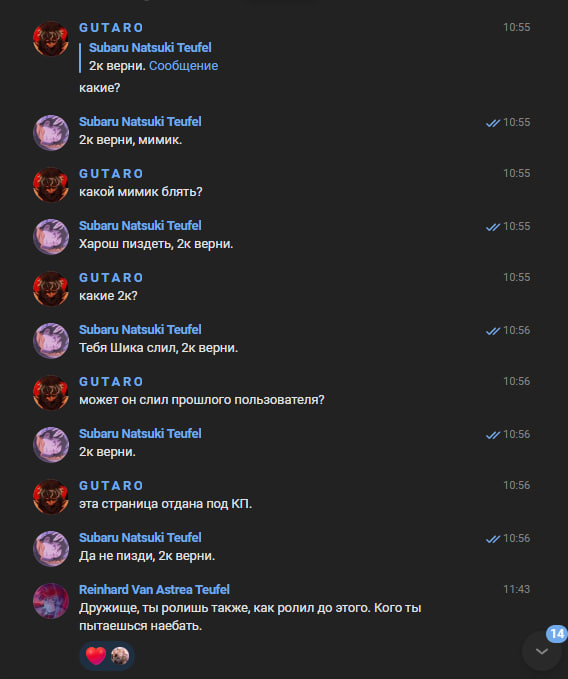 GUTARO 10:55
Subaru Natsuki Teufel
2к верни. Сообщение
какие?
Subaru Natsuki Teufel 10:55
2к верни, мимик.
GUTARO 10:55
какой мимик блять?
Subaru Natsuki Teufel 10:55
Харош пиздеть, 2к верни.
GUTARO 10:55
какие 2к?
Subaru Natsuki Teufel 10:56
Тебя Шика слил, 2к верни.
GUTARO 10:56
может он слил прошлого пользователя?
Subaru Natsuki Teufel 10:56
2к верни.
GUTARO 10:56
эта страница отдана под КП.
Subaru Natsuki Teufel 10:56
Да не пизди, 2к верни.
Reinhard Van Astrea Teufel 11:43
Дружище, ты ролишь также, как ролил до этого. Кого ты
пытаешься наебать.
14